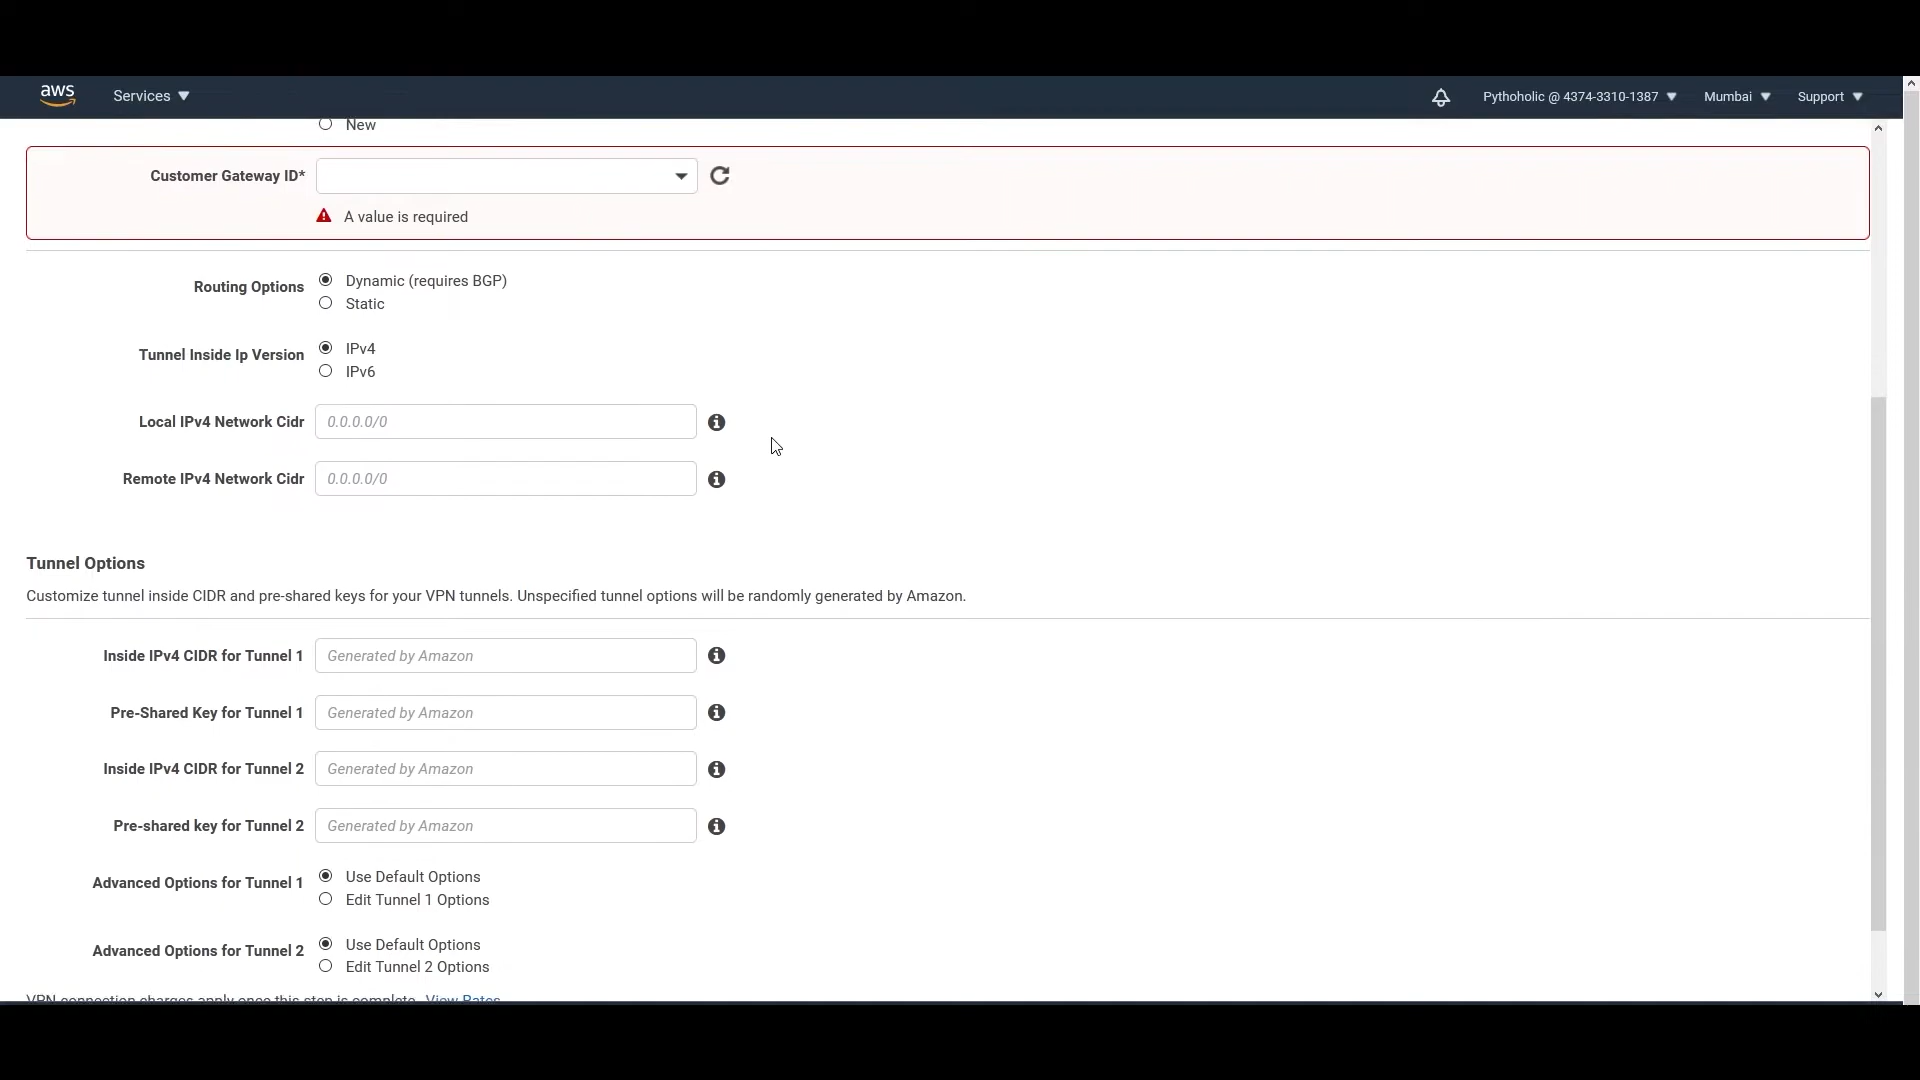 aws Services Pythoholic @ 4374-3310-1387 Mumbai Support
New
Customer Gateway ID*
A value is required
Routing Options Dynamic (requires BGP)
Static
Tunnel Inside Ip Version IPv4
IPv6
Local IPv4 Network Cidr 0.0.0.0/0
Remote IPv4 Network Cidr 0.0.0.0/0
Tunnel Options
Customize tunnel inside CIDR and pre-shared keys for your VPN tunnels. Unspecified tunnel options will be randomly generated by Amazon.
Inside IPv4 CIDR for Tunnel 1 Generated by Amazon
Pre-Shared Key for Tunnel 1 Generated by Amazon
Inside IPv4 CIDR for Tunnel 2 Generated by Amazon
Pre-shared key for Tunnel 2 Generated by Amazon
Advanced Options for Tunnel 1 Use Default Options
Edit Tunnel 1 Options
Advanced Options for Tunnel 2 Use Default Options
Edit Tunnel 2 Options
VPN connection charges apply once this step is complete. View Rates